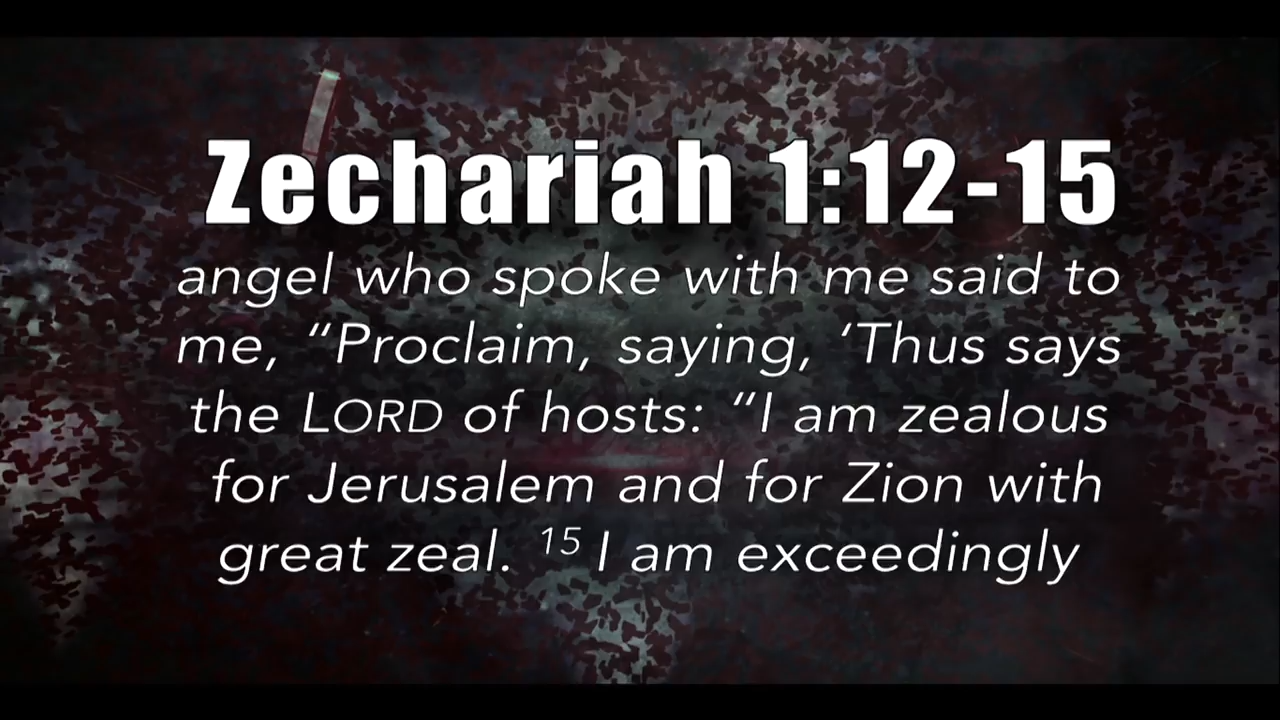 Zechariah 1:12-15
angel who spoke with me said to
me, “Proclaim, saying, ‘Thus says
the LORD of hosts: “I am zealous
for Jerusalem and for Zion with
great zeal. 15 I am exceedingly